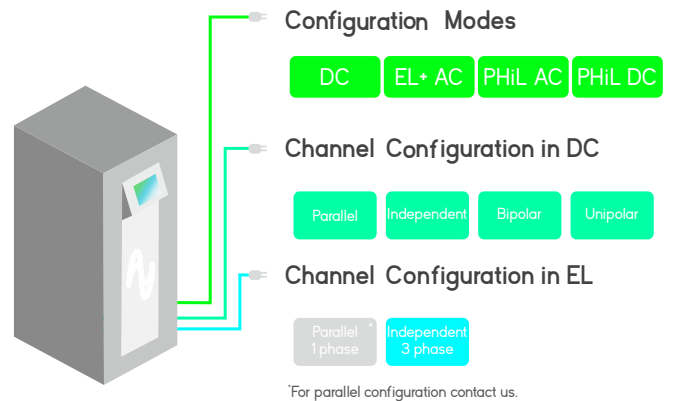 Configuration Modes
DC EL+ AC PHiL AC PHiL DC
Channel Configuration in DC
Parallel Independent Bipolar Unipolar
Channel Configuration in EL
Parallel* Independent
1 phase 3 phase
*For parallel configuration contact us.